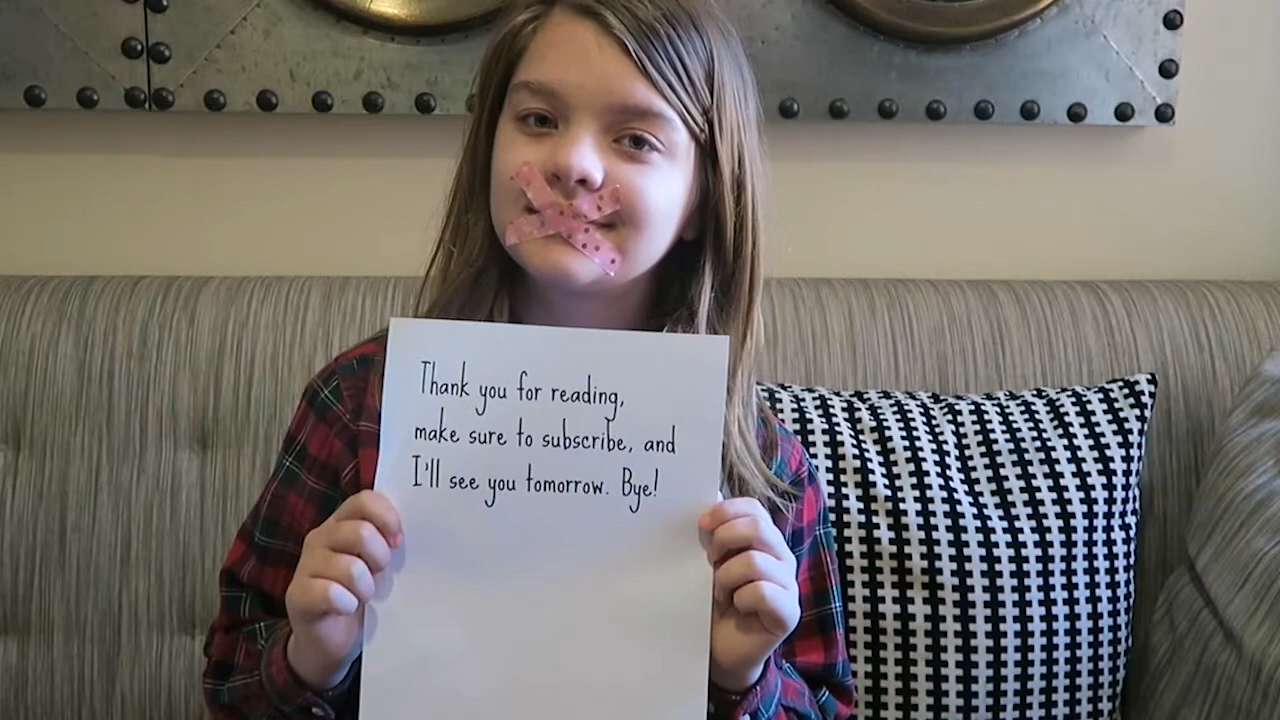 Thank you for reading,
make sure to subscribe, and
I'll see you tomorrow. Bye!